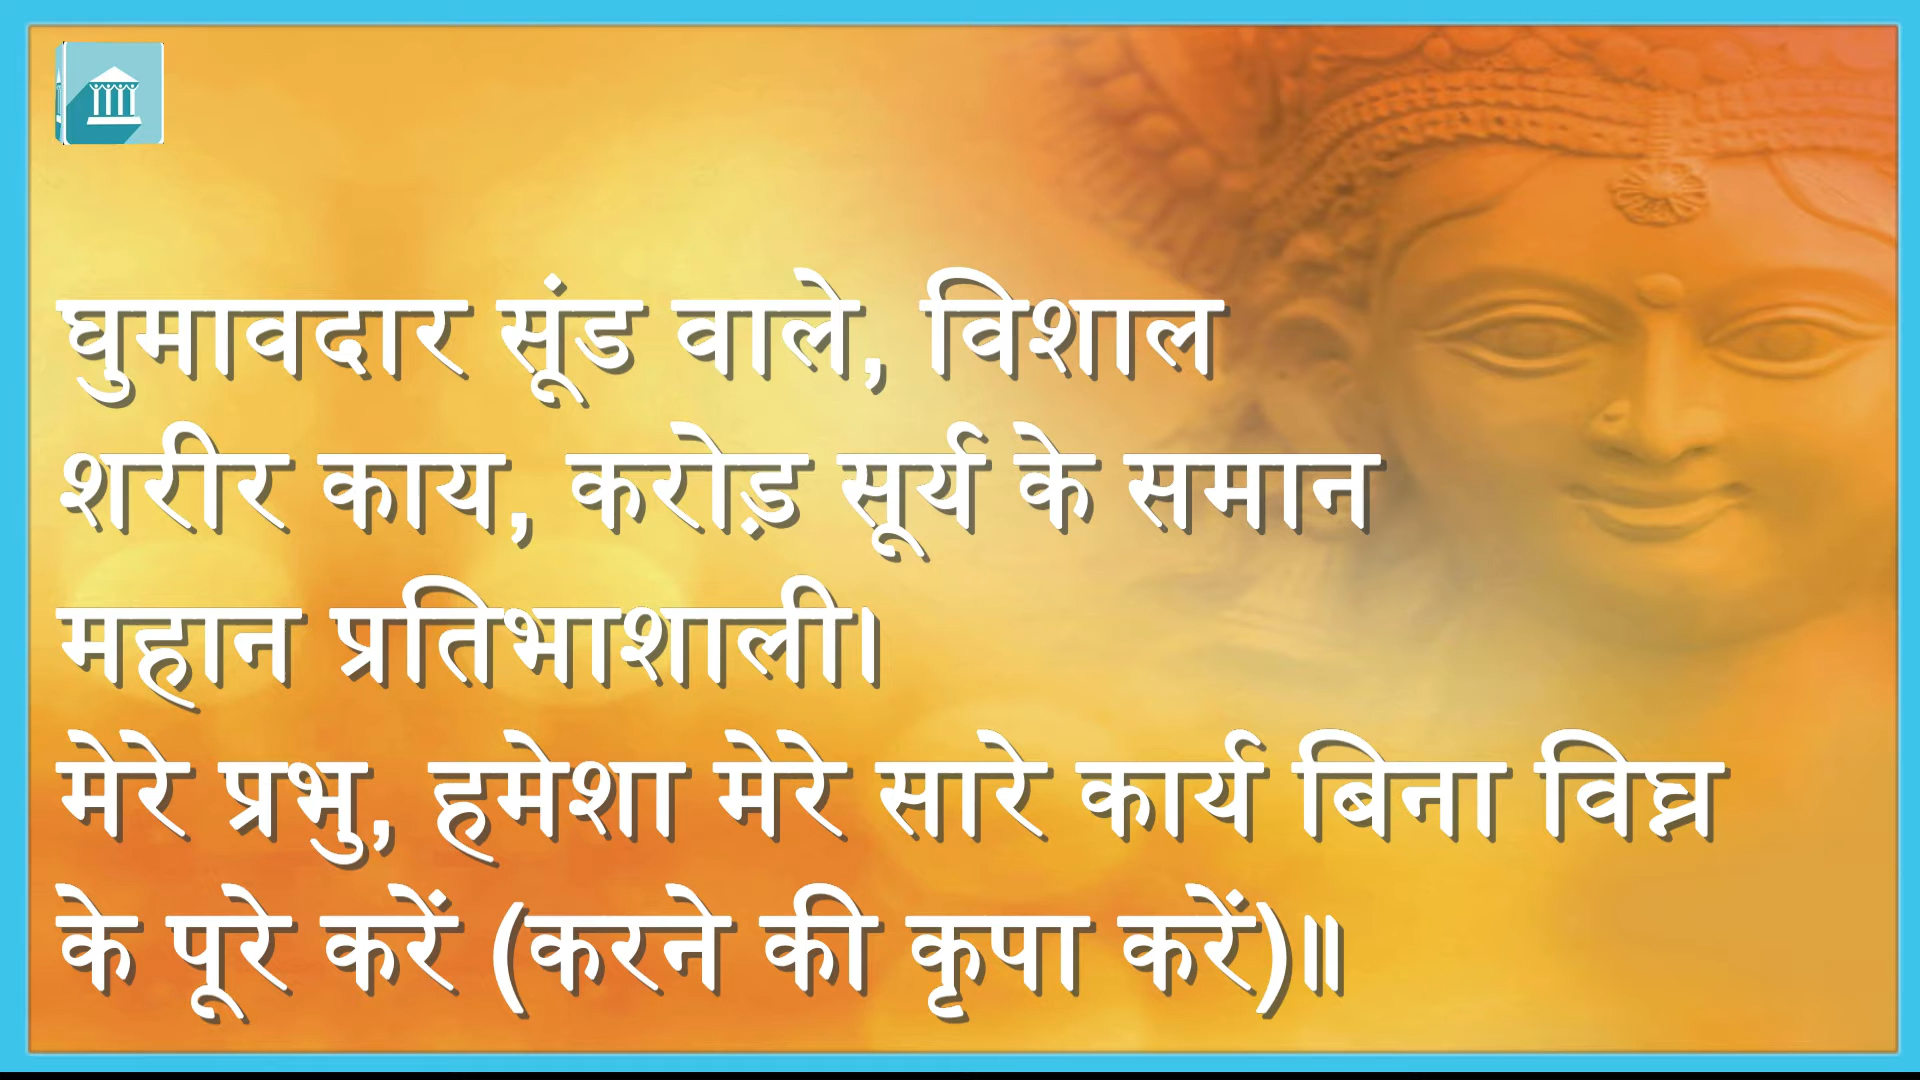 घुमावदार सूंड वाले, विशाल
शरीर काय, करोड़ सूर्य के समान
महान प्रतिभाशाली।
मेरे प्रभु, हमेशा मेरे सारे कार्य बिना विघ्न
के पूरे करें (करने की कृपा करें)॥